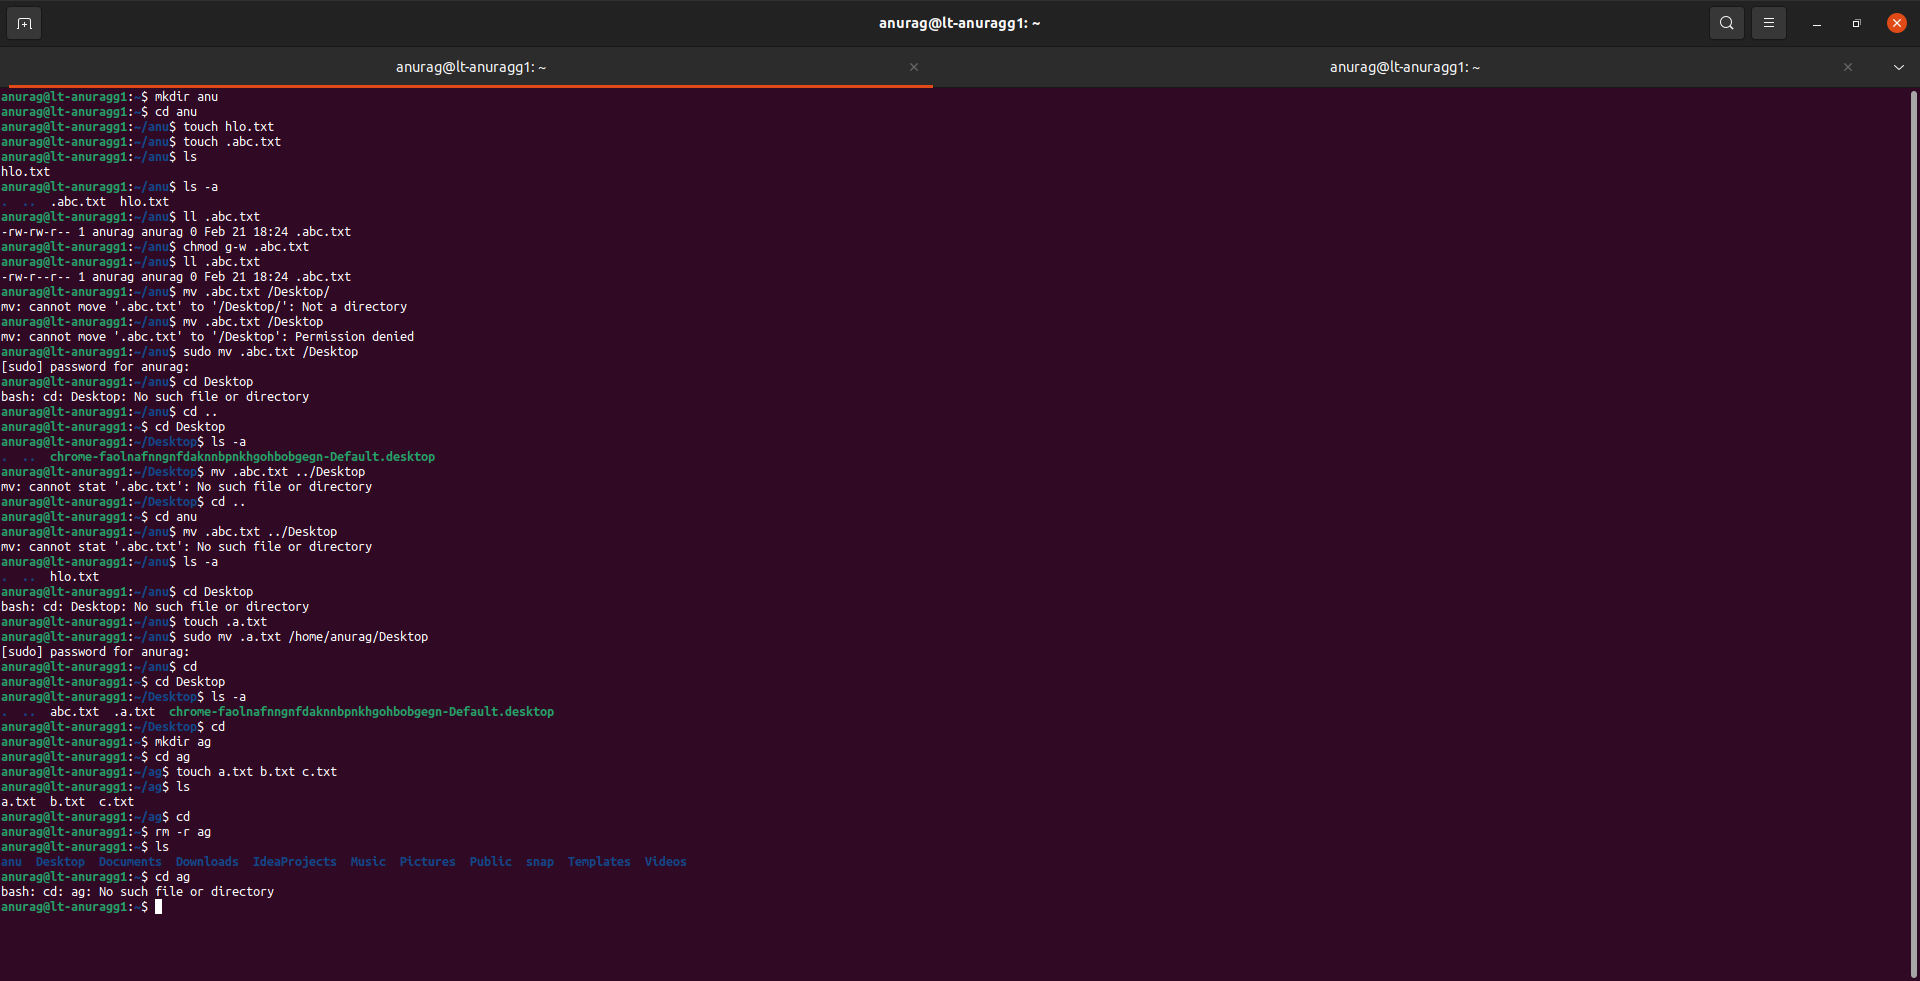 anurag@lt-anuragg1: ~
anurag@lt-anuragg1: ~
anurag@lt-anuragg1: ~
anurag@lt-anuragg1:~$ mkdir anu
anurag@lt-anuragg1:~$ cd anu
anurag@lt-anuragg1:~/anu$ touch hlo.txt
anurag@lt-anuragg1:~/anu$ touch .abc.txt
anurag@lt-anuragg1:~/anu$ ls
hlo.txt
anurag@lt-anuragg1:~/anu$ ls -a
.  ..  .abc.txt  hlo.txt
anurag@lt-anuragg1:~/anu$ ll .abc.txt
-rw-rw-r-- 1 anurag anurag 0 Feb 21 18:24 .abc.txt
anurag@lt-anuragg1:~/anu$ chmod g-w .abc.txt
anurag@lt-anuragg1:~/anu$ ll .abc.txt
-rw-r--r-- 1 anurag anurag 0 Feb 21 18:24 .abc.txt
anurag@lt-anuragg1:~/anu$ mv .abc.txt /Desktop/
mv: cannot move '.abc.txt' to '/Desktop/': Not a directory
anurag@lt-anuragg1:~/anu$ mv .abc.txt /Desktop
mv: cannot move '.abc.txt' to '/Desktop': Permission denied
anurag@lt-anuragg1:~/anu$ sudo mv .abc.txt /Desktop
[sudo] password for anurag:
anurag@lt-anuragg1:~/anu$ cd Desktop
bash: cd: Desktop: No such file or directory
anurag@lt-anuragg1:~/anu$ cd ..
anurag@lt-anuragg1:~$ cd Desktop
anurag@lt-anuragg1:~/Desktop$ ls -a
.  ..  chrome-faolnafnngnfdaknnbpnkhgohbobgegn-Default.desktop
anurag@lt-anuragg1:~/Desktop$ mv .abc.txt ../Desktop
mv: cannot stat '.abc.txt': No such file or directory
anurag@lt-anuragg1:~/Desktop$ cd ..
anurag@lt-anuragg1:~$ cd anu
anurag@lt-anuragg1:~/anu$ mv .abc.txt ../Desktop
mv: cannot stat '.abc.txt': No such file or directory
anurag@lt-anuragg1:~/anu$ ls -a
.  ..  hlo.txt
anurag@lt-anuragg1:~/anu$ cd Desktop
bash: cd: Desktop: No such file or directory
anurag@lt-anuragg1:~/anu$ touch .a.txt
anurag@lt-anuragg1:~/anu$ sudo mv .a.txt /home/anurag/Desktop
[sudo] password for anurag:
anurag@lt-anuragg1:~/anu$ cd
anurag@lt-anuragg1:~$ cd Desktop
anurag@lt-anuragg1:~/Desktop$ ls -a
.  ..  abc.txt  .a.txt  chrome-faolnafnngnfdaknnbpnkhgohbobgegn-Default.desktop
anurag@lt-anuragg1:~/Desktop$ cd
anurag@lt-anuragg1:~$ mkdir ag
anurag@lt-anuragg1:~$ cd ag
anurag@lt-anuragg1:~/ag$ touch a.txt b.txt c.txt
anurag@lt-anuragg1:~/ag$ ls
a.txt  b.txt  c.txt
anurag@lt-anuragg1:~/ag$ cd
anurag@lt-anuragg1:~$ rm -r ag
anurag@lt-anuragg1:~$ ls
anu  Desktop  Documents  Downloads  IdeaProjects  Music  Pictures  Public  snap  Templates  Videos
anurag@lt-anuragg1:~$ cd ag
bash: cd: ag: No such file or directory
anurag@lt-anuragg1:~$